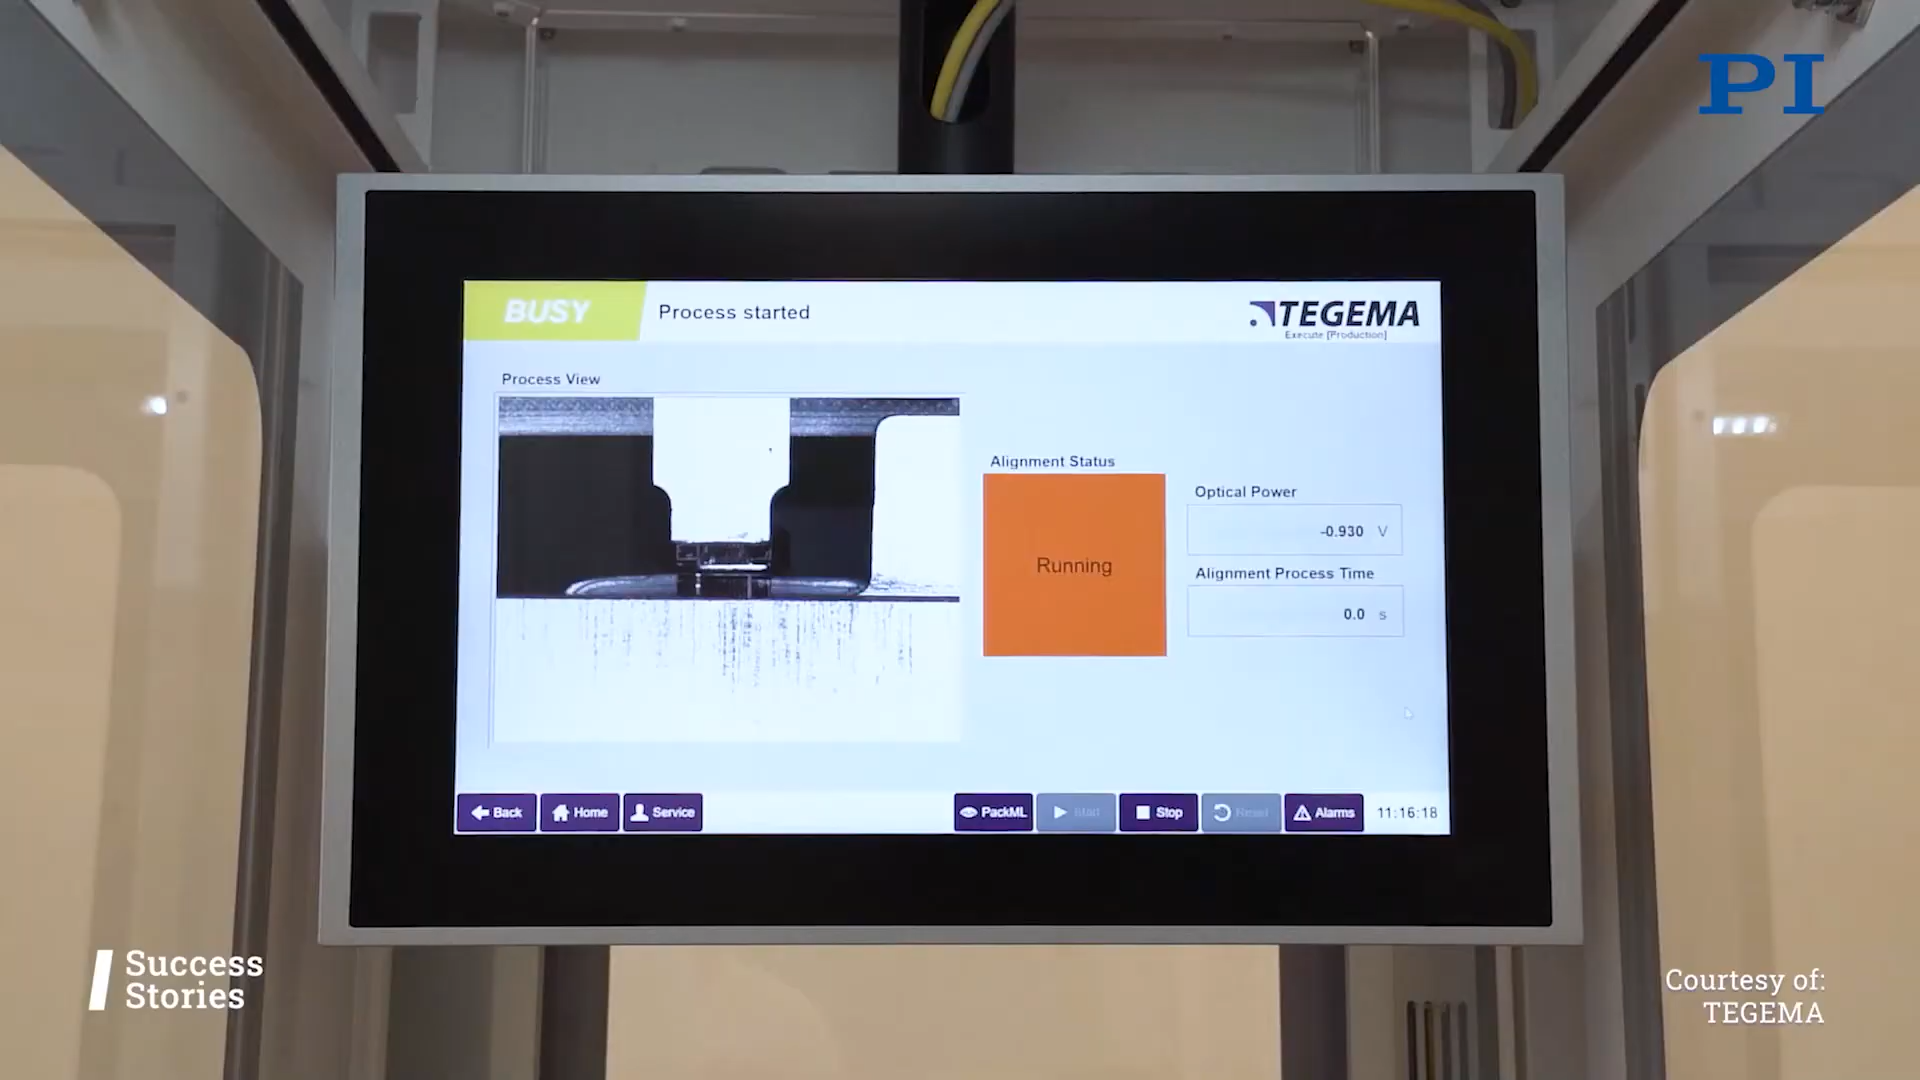 PI
BUSY
Process started
TEGEMA
Execute [Production]
Process View
Alignment Status
Running
Optical Power
-0.930 V
Alignment Process Time
0.0 s
Back
Home
Service
PackML
Start
Stop
Reset
Alarms
11:16:18
Success
Stories
Courtesy of:
TEGEMA